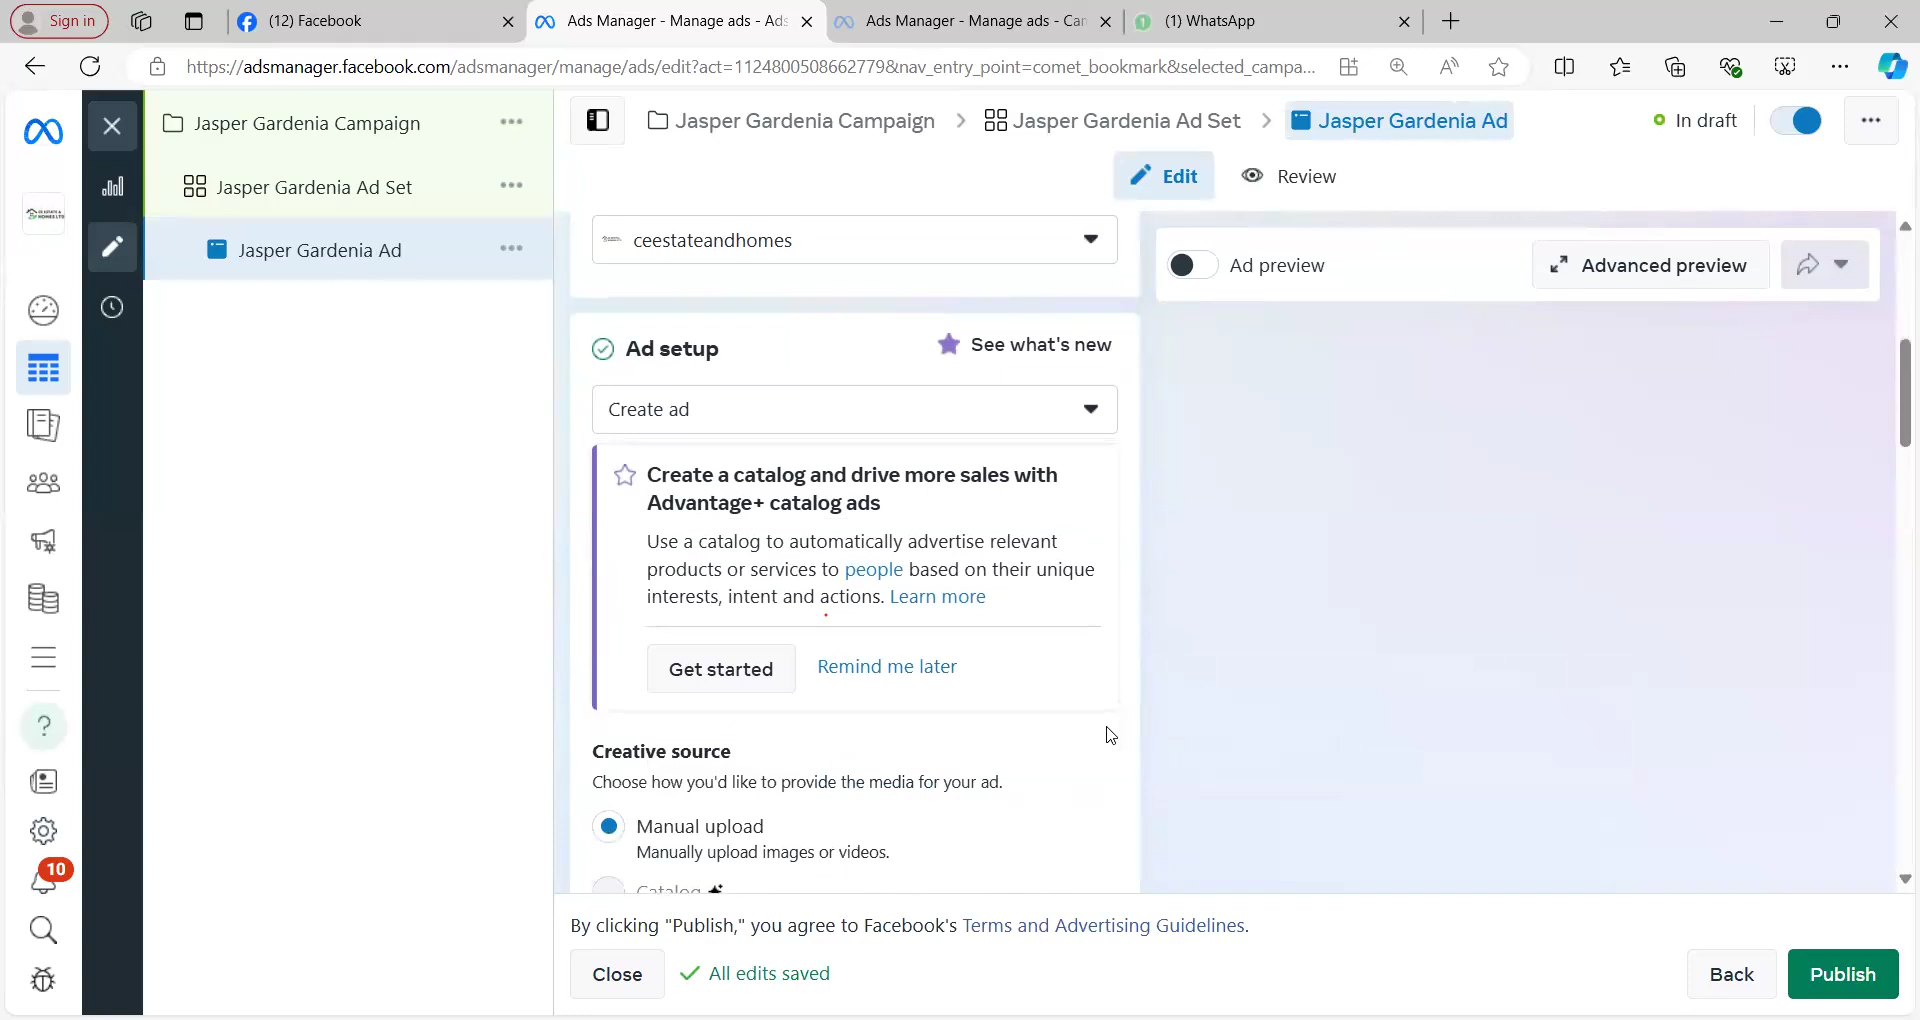 Sign in
(12) Facebook
Ads Manager - Manage ads - Ads
Ads Manager - Manage ads - Can
(1) WhatsApp
https://adsmanager.facebook.com/adsmanager/manage/ads/edit?act=1124800508662779&nav_entry_point=comet_bookmark&selected_campa...
Jasper Gardenia Campaign
Jasper Gardenia Ad Set
Jasper Gardenia Ad
Jasper Gardenia Campaign
Jasper Gardenia Ad Set
Jasper Gardenia Ad
In draft
Edit
Review
ceestateandhomes
Ad preview
Advanced preview
Ad setup
See what's new
Create ad
Create a catalog and drive more sales with
Advantage+ catalog ads
Use a catalog to automatically advertise relevant
products or services to people based on their unique
interests, intent and actions. Learn more
Get started
Remind me later
Creative source
Choose how you'd like to provide the media for your ad.
Manual upload
Manually upload images or videos.
Catalog
10
By clicking "Publish," you agree to Facebook's Terms and Advertising Guidelines.
Close
All edits saved
Back
Publish